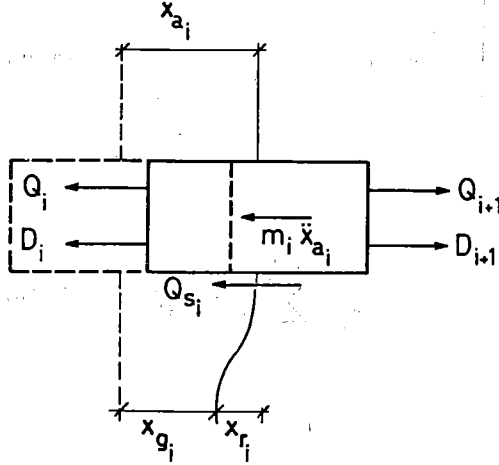 x_{a_i}
Q_i
Q_{i+1}
D_i
m_i ẍ_{a_i}
D_{i+1}
Q_{s_i}
x_{g_i} x_{r_i}